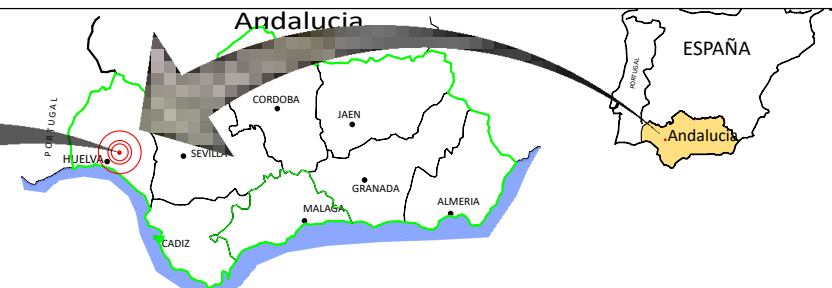 Andalucia
ESPAÑA
PORTUGAL
Andalucia
PORTUGAL
CORDOBA
JAEN
HUELVA
SEVILLA
GRANADA
MALAGA
ALMERIA
CADIZ